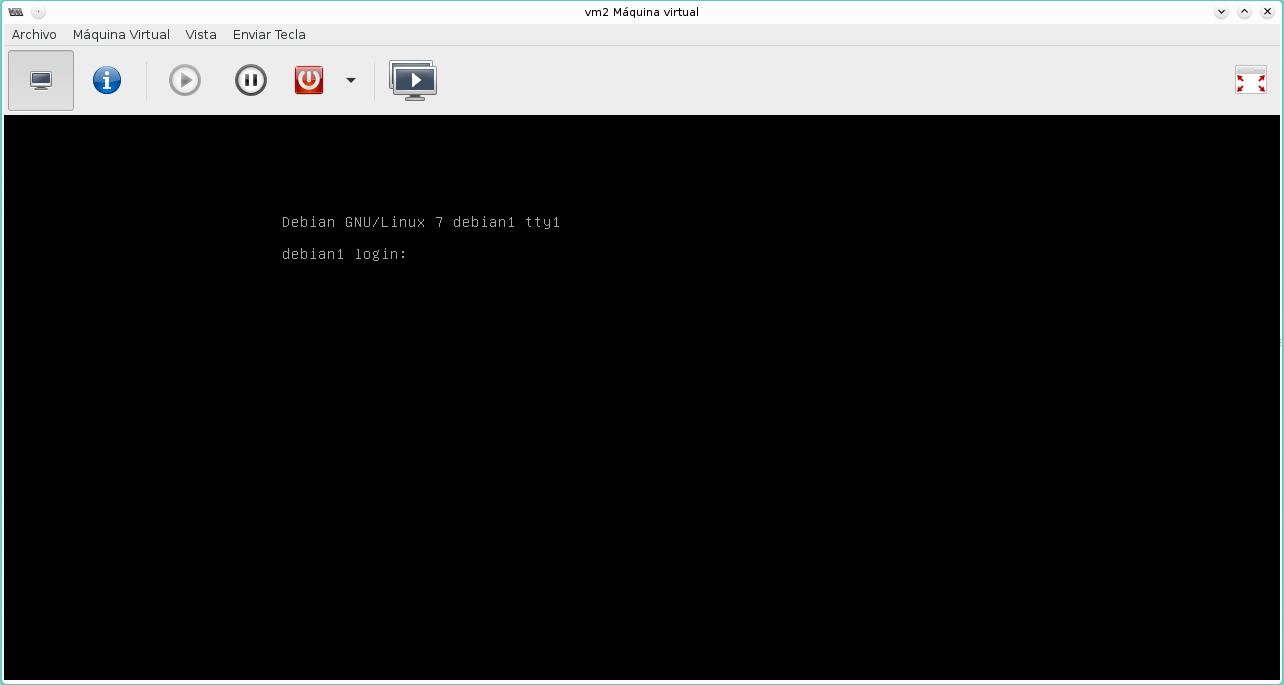 vm2 Máquina virtual
Archivo Máquina Virtual Vista Enviar Tecla
Debian GNU/Linux 7 debian1 tty1
debian1 login: